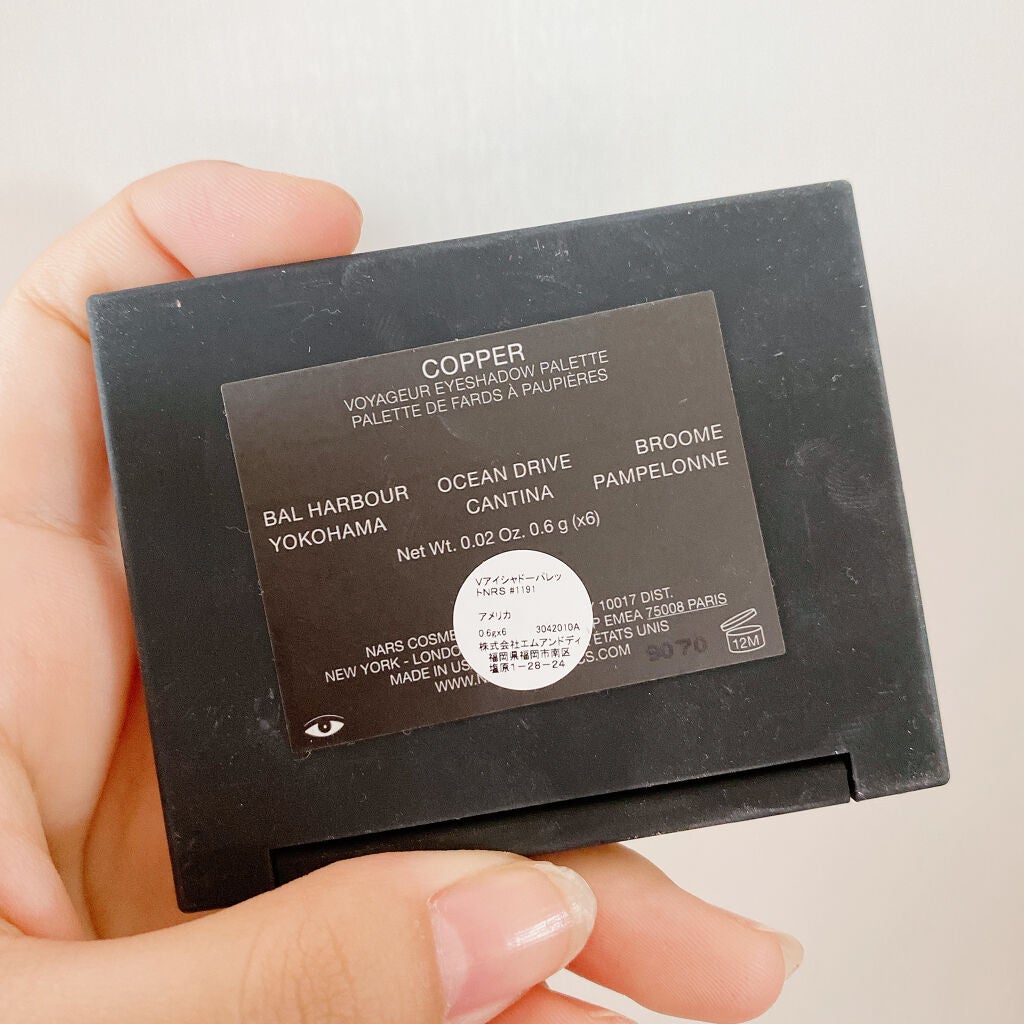 COPPER
VOYAGEUR EYESHADOW PALETTE
PALETTE DE FARDS À PAUPIÈRES
BAL HARBOUR OCEAN DRIVE BROOME
YOKOHAMA CANTINA PAMPELONNE
Net Wt. 0.02 Oz. 0.6 g (x6)
Vアイシャドーパレッ
トNRS #1191
アメリカ
0.6gx6 3042010A
株式会社エムアンドディ
福岡県福岡市南区
塩原1-28-24
NARS COSME 10017 DIST.
NEW YORK - LONDO EMEA 75008 PARIS
MADE IN US ÉTATS UNIS
WWW.N S.COM
9070
12M